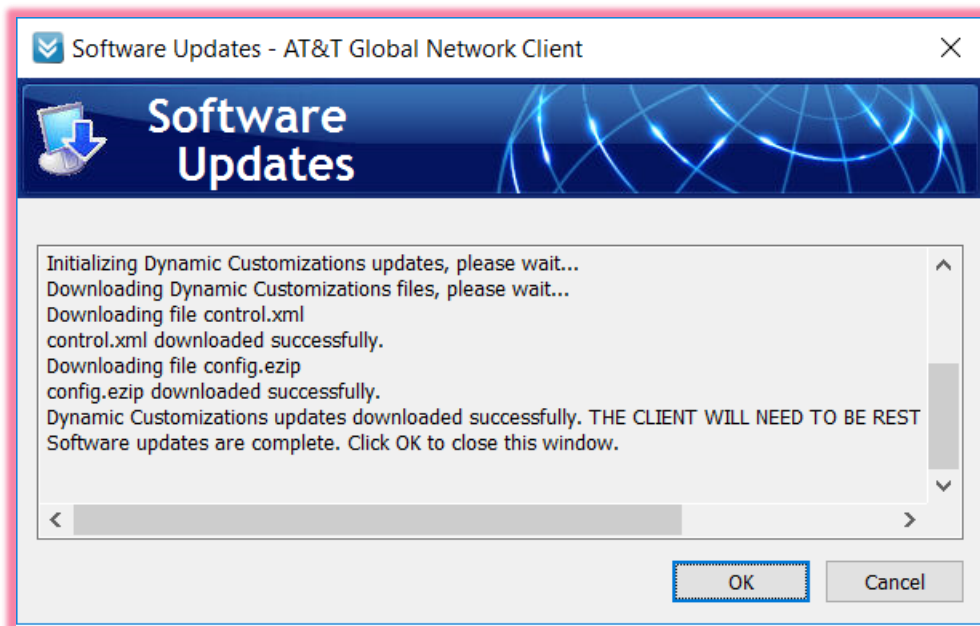 Software Updates - AT&T Global Network Client
Software
Updates
Initializing Dynamic Customizations updates, please wait...
Downloading Dynamic Customizations files, please wait...
Downloading file control.xml
control.xml downloaded successfully.
Downloading file config.ezip
config.ezip downloaded successfully.
Dynamic Customizations updates downloaded successfully. THE CLIENT WILL NEED TO BE REST
Software updates are complete. Click OK to close this window.
OK
Cancel